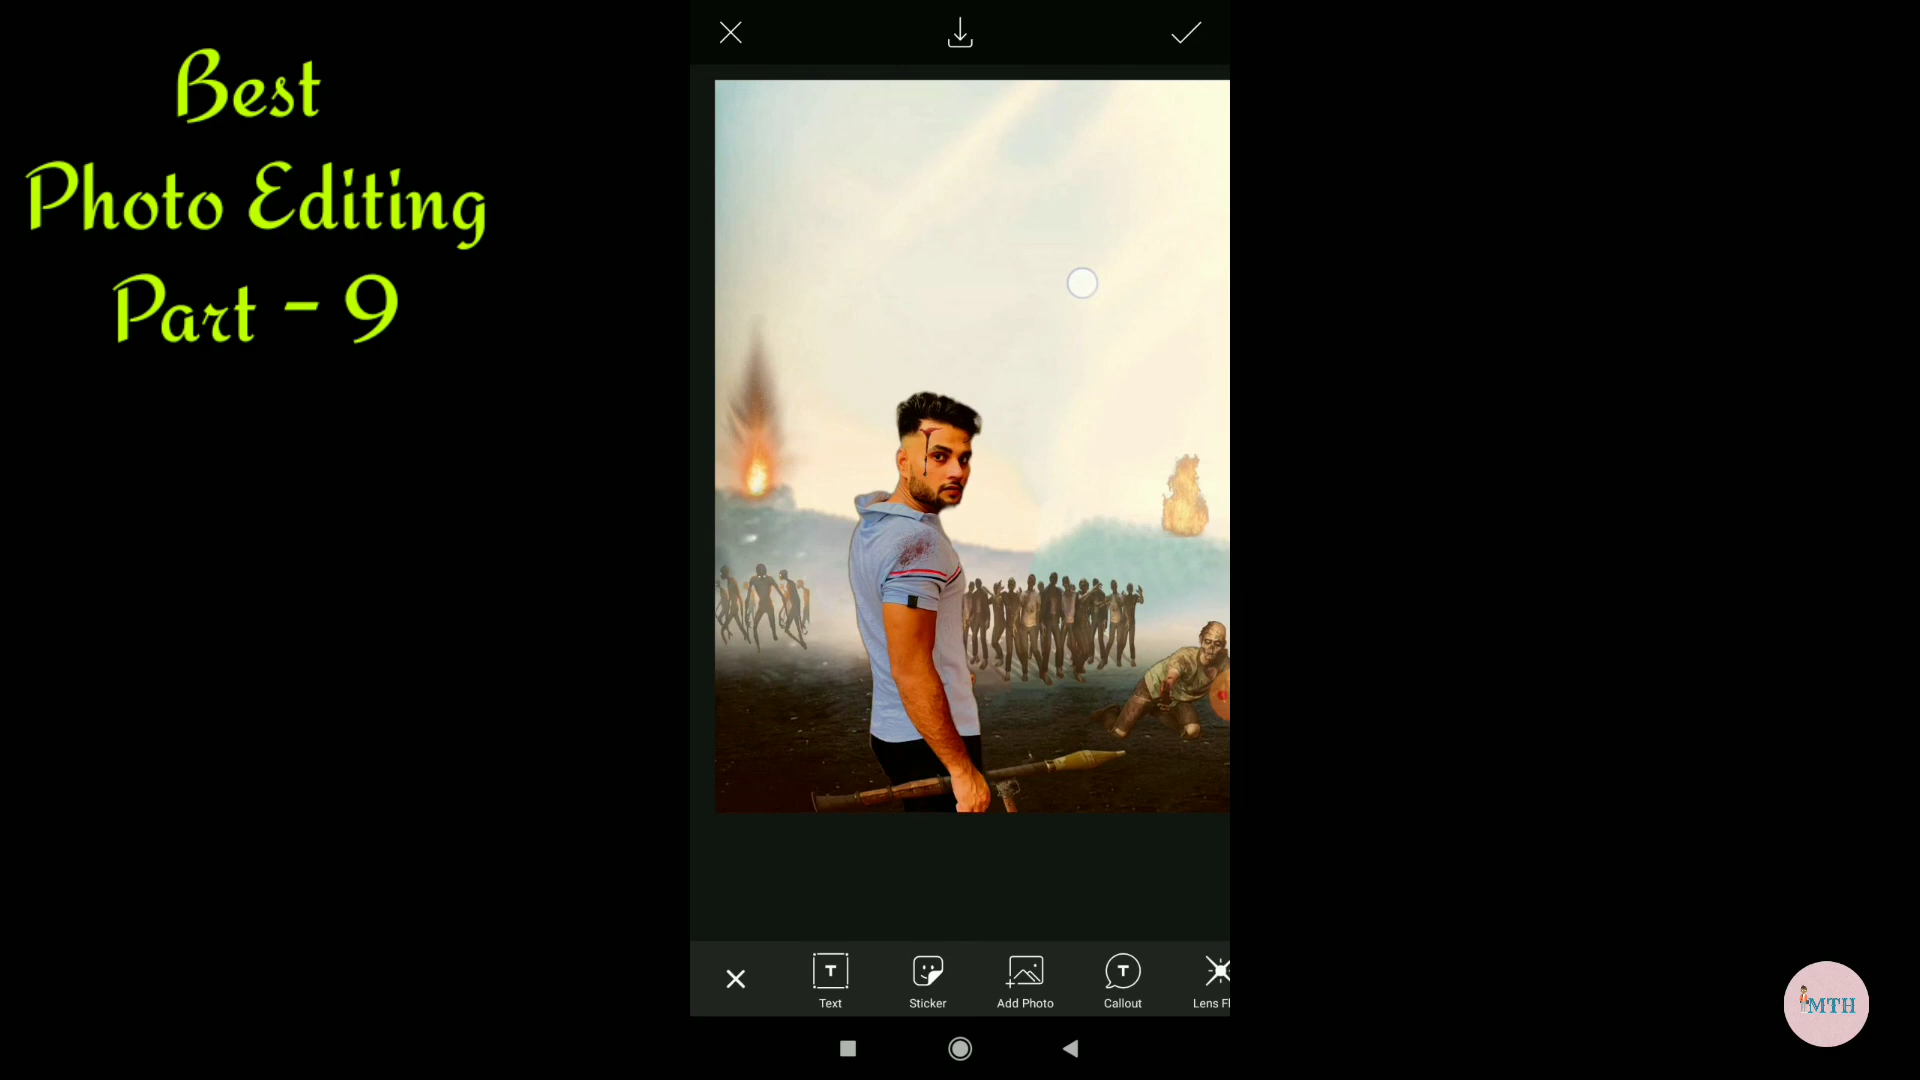 Best
Photo Editing
Part - 9
T
T
Text
Sticker
Add Photo
Callout
Lens Fl
MTH